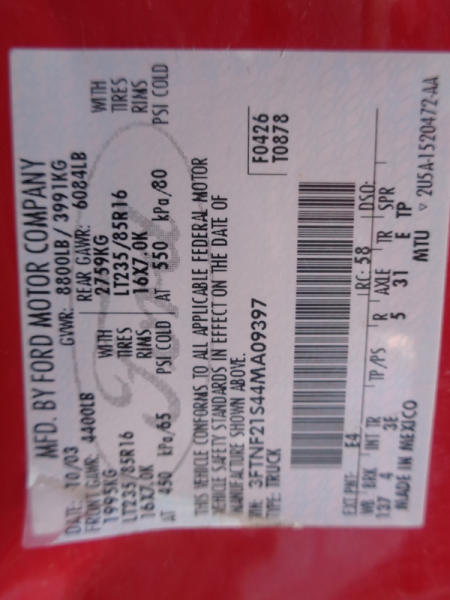 MFD. BY FORD MOTOR COMPANY
DATE: 10/03 GVWR: 8800LB/3991KG
FRONT GAWR: 4400LB REAR GAWR: 6084LB
1995KG WITH 2759KG WITH
LT235/85R16 TIRES LT235/85R16 TIRES
16X7.0K RIMS 16X7.0K RIMS
AT 450 kPa/65 PSI COLD AT 550 kPa/80 PSI COLD
THIS VEHICLE CONFORMS TO ALL APPLICABLE FEDERAL MOTOR
VEHICLE SAFETY STANDARDS IN EFFECT ON THE DATE OF
MANUFACTURE SHOWN ABOVE.
VIN: 3FTNF21S44MA09397 F0426
TYPE: TRUCK T0878
EXT PNT: E4 RC: 58 DSO:
WB BRK INT TR TP/PS R AXLE TR SPR
137 4 3E 5 31 E TP
MADE IN MEXICO MTU
2U5A-1520472-AA